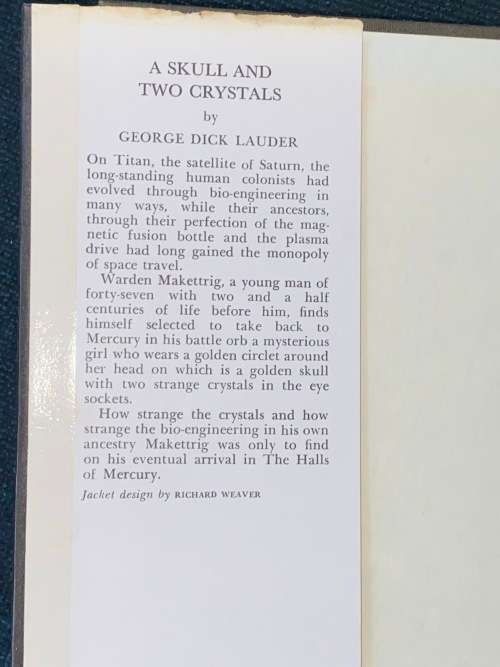 A SKULL AND
TWO CRYSTALS
by
GEORGE DICK LAUDER
On Titan, the satellite of Saturn, the
long-standing human colonists had
evolved through bio-engineering in
many ways, while their ancestors,
through their perfection of the mag-
netic fusion bottle and the plasma
drive had long gained the monopoly
of space travel.
Warden Makettrig, a young man of
forty-seven with two and a half
centuries of life before him, finds
himself selected to take back to
Mercury in his battle orb a mysterious
girl who wears a golden circlet around
her head on which is a golden skull
with two strange crystals in the eye
sockets.
How strange the crystals and how
strange the bio-engineering in his own
ancestry Makettrig was only to find
on his eventual arrival in The Halls
of Mercury.
Jacket design by RICHARD WEAVER